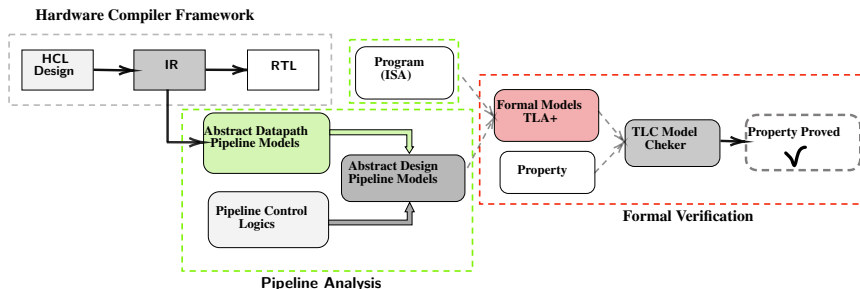 Hardware Compiler Framework
HCL
Design
IR
RTL
Program
(ISA)
Formal Models
TLA+
Abstract Datapath
Pipeline Models
TLC Model
Cheker
Property Proved
Abstract Design
Pipeline Models
Property
Pipeline Control
Logics
Formal Verification
Pipeline Analysis